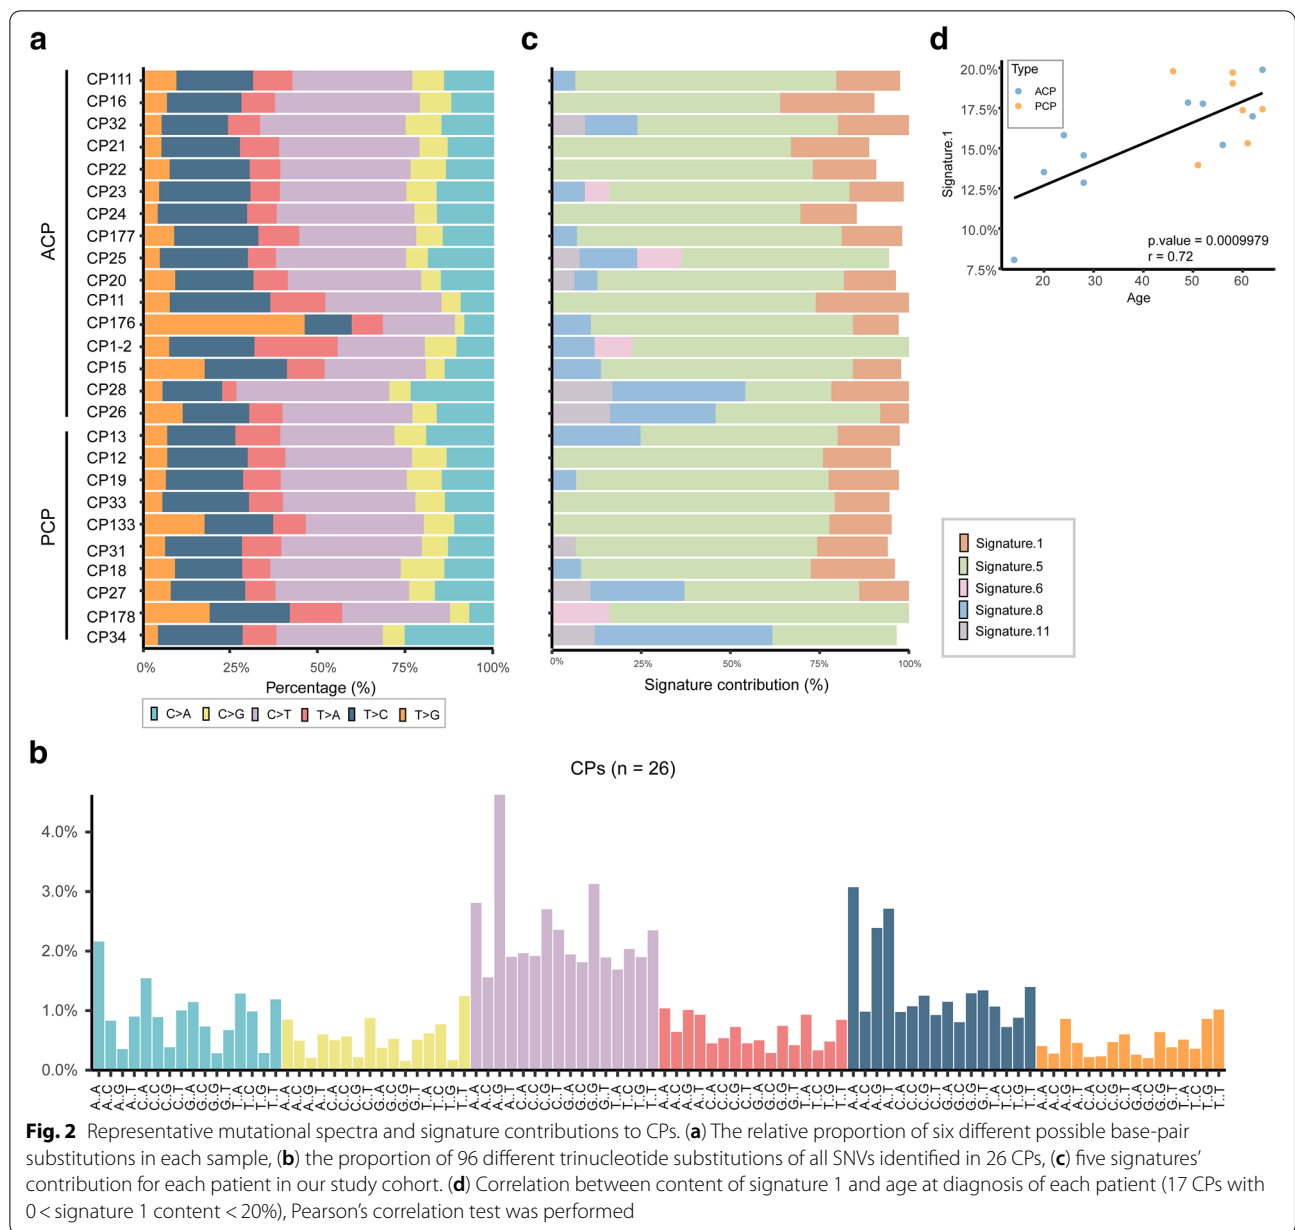 a
c
d
ACP
PCP
CP111
CP16
CP32
CP21
CP22
CP23
CP24
CP177
CP25
CP20
CP11
CP176
CP1-2
CP15
CP28
CP26
CP13
CP12
CP19
CP33
CP133
CP31
CP18
CP27
CP178
CP34
0% 25% 50% 75% 100%
Percentage (%)
C>A C>G C>T T>A T>C T>G
0% 25% 50% 75% 100%
Signature contribution (%)
Signature.1
20.0%
17.5%
15.0%
12.5%
10.0%
7.5%
Type
ACP
PCP
p.value = 0.0009979
r = 0.72
20 30 40 50 60
Age
Signature.1
Signature.5
Signature.6
Signature.8
Signature.11
b
CPs (n = 26)
4.0%
3.0%
2.0%
1.0%
0.0%
Fig. 2 Representative mutational spectra and signature contributions to CPs. (a) The relative proportion of six different possible base-pair
substitutions in each sample, (b) the proportion of 96 different trinucleotide substitutions of all SNVs identified in 26 CPs, (c) five signatures’
contribution for each patient in our study cohort. (d) Correlation between content of signature 1 and age at diagnosis of each patient (17 CPs with
0 < signature 1 content < 20%), Pearson’s correlation test was performed